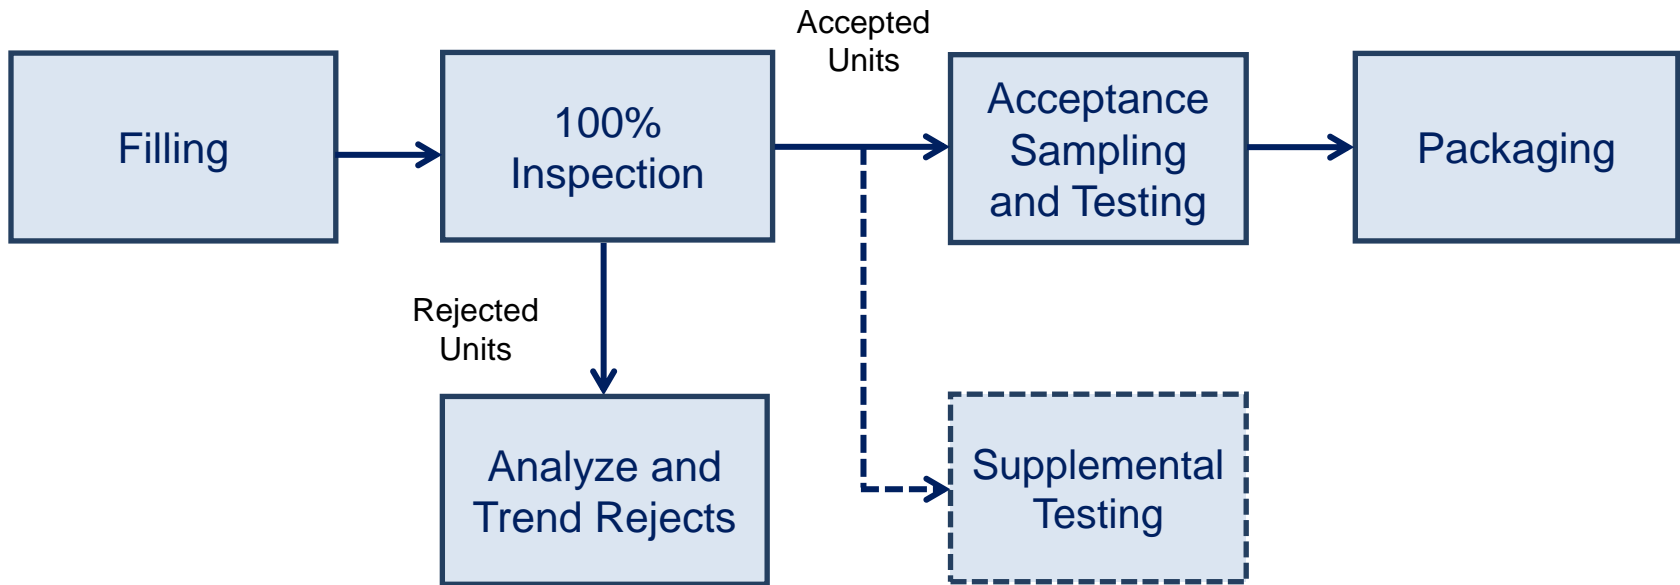 Filling
100%
Inspection
Accepted
Units
Acceptance
Sampling
and Testing
Packaging
Rejected
Units
Analyze and
Trend Rejects
Supplemental
Testing